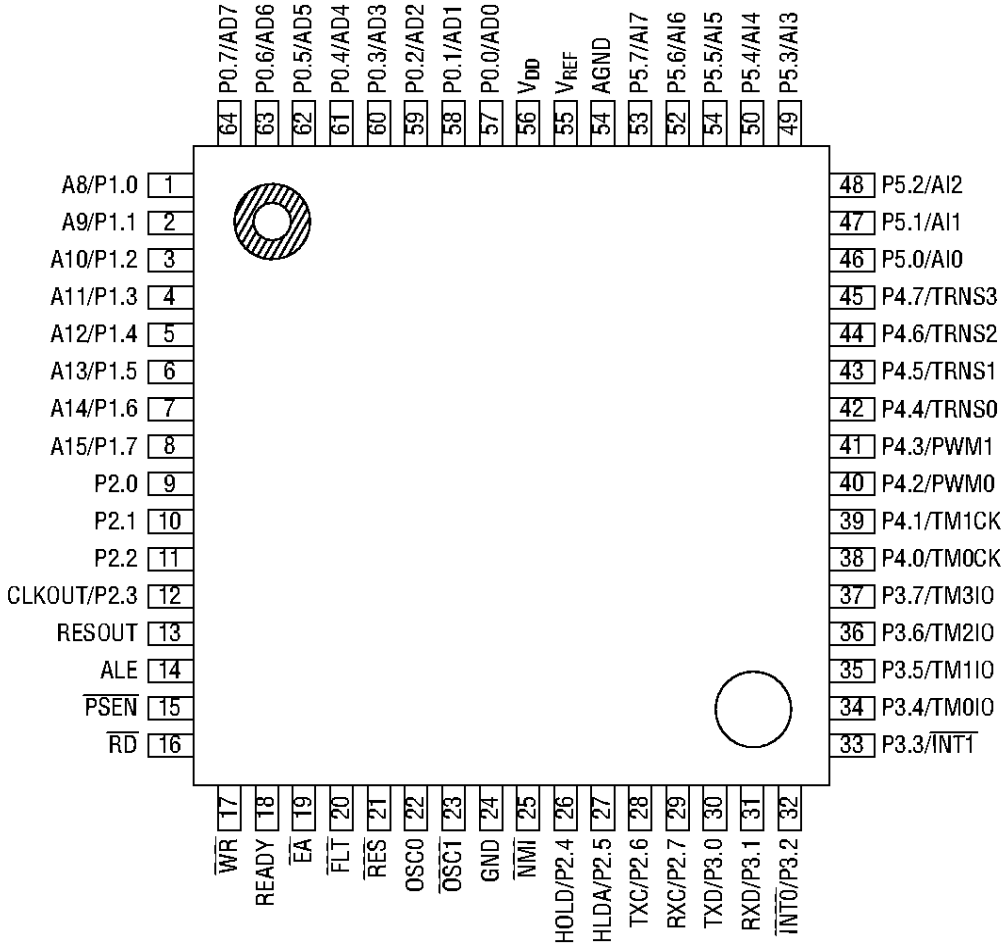 P0.7/AD7
P0.6/AD6
P0.5/AD5
P0.4/AD4
P0.3/AD3
P0.2/AD2
P0.1/AD1
P0.0/AD0
VDD
VREF
AGND
P5.7/AI7
P5.6/AI6
P5.5/AI5
P5.4/AI4
P5.3/AI3
64
63
62
61
60
59
58
57
56
55
54
53
52
54
50
49
A8/P1.0 1
A9/P1.1 2
A10/P1.2 3
A11/P1.3 4
A12/P1.4 5
A13/P1.5 6
A14/P1.6 7
A15/P1.7 8
P2.0 9
P2.1 10
P2.2 11
CLKOUT/P2.3 12
RESOUT 13
ALE 14
PSEN 15
RD 16
48 P5.2/AI2
47 P5.1/AI1
46 P5.0/AI0
45 P4.7/TRNS3
44 P4.6/TRNS2
43 P4.5/TRNS1
42 P4.4/TRNS0
41 P4.3/PWM1
40 P4.2/PWM0
39 P4.1/TM1CK
38 P4.0/TM0CK
37 P3.7/TM3IO
36 P3.6/TM2IO
35 P3.5/TM1IO
34 P3.4/TM0IO
33 P3.3/INT1
17
18
19
20
21
22
23
24
25
26
27
28
29
30
31
32
WR
READY
EA
FLT
RES
OSC0
OSC1
GND
NMI
HOLD/P2.4
HLDA/P2.5
TXC/P2.6
RXC/P2.7
TXD/P3.0
RXD/P3.1
INT0/P3.2